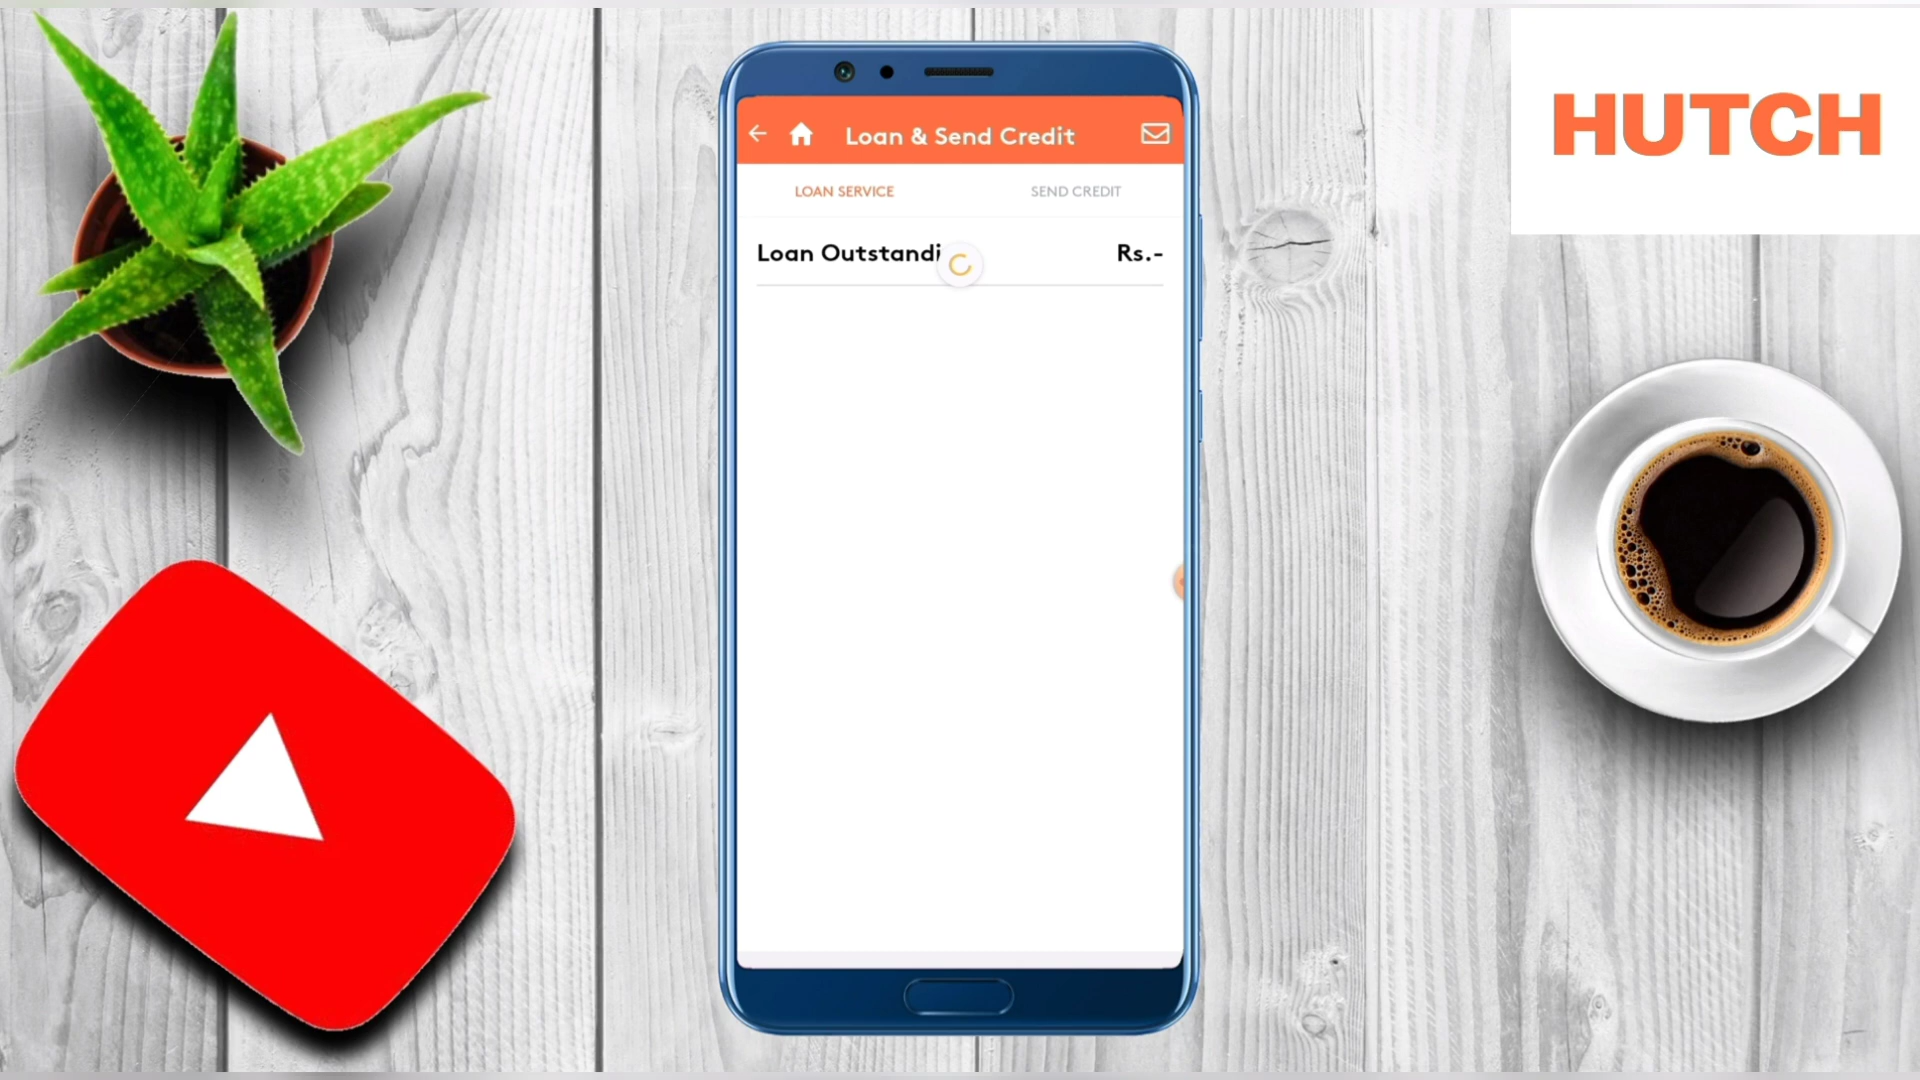 HUTCH
Loan & Send Credit
LOAN SERVICE
SEND CREDIT
Loan Outstandi
Rs.-